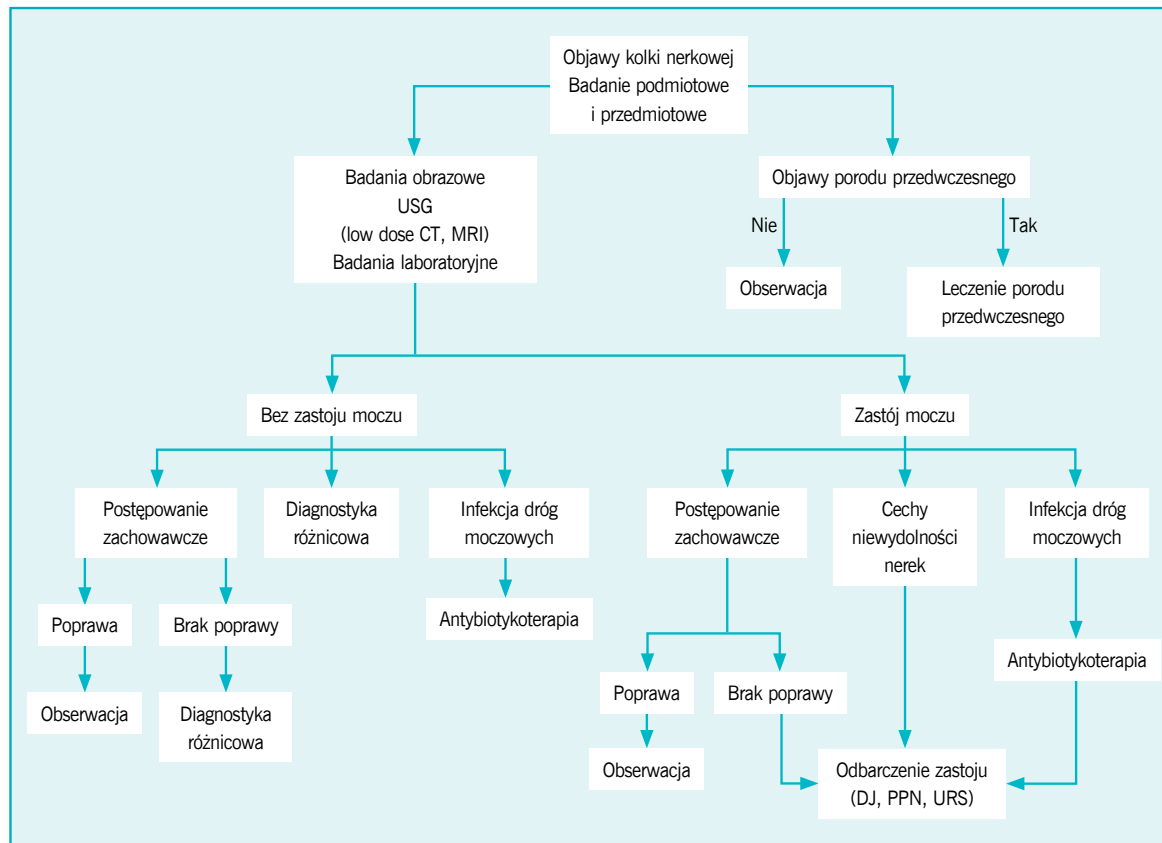 Objawy kolki nerkowej
Badanie podmiotowe
i przedmiotowe
Badania obrazowe
USG
(low dose CT, MRI)
Badania laboratoryjne
Objawy porodu przedwczesnego
Nie
Tak
Obserwacja
Leczenie porodu
przedwczesnego
Bez zastoju moczu
Zastój moczu
Postępowanie
zachowawcze
Diagnostyka
różnicowa
Infekcja dróg
moczowych
Postępowanie
zachowawcze
Cechy
niewydolności
nerek
Infekcja dróg
moczowych
Poprawa
Brak poprawy
Antybiotykoterapia
Obserwacja
Diagnostyka
różnicowa
Poprawa
Brak poprawy
Antybiotykoterapia
Obserwacja
Odbarczenie zastoju
(DJ, PPN, URS)